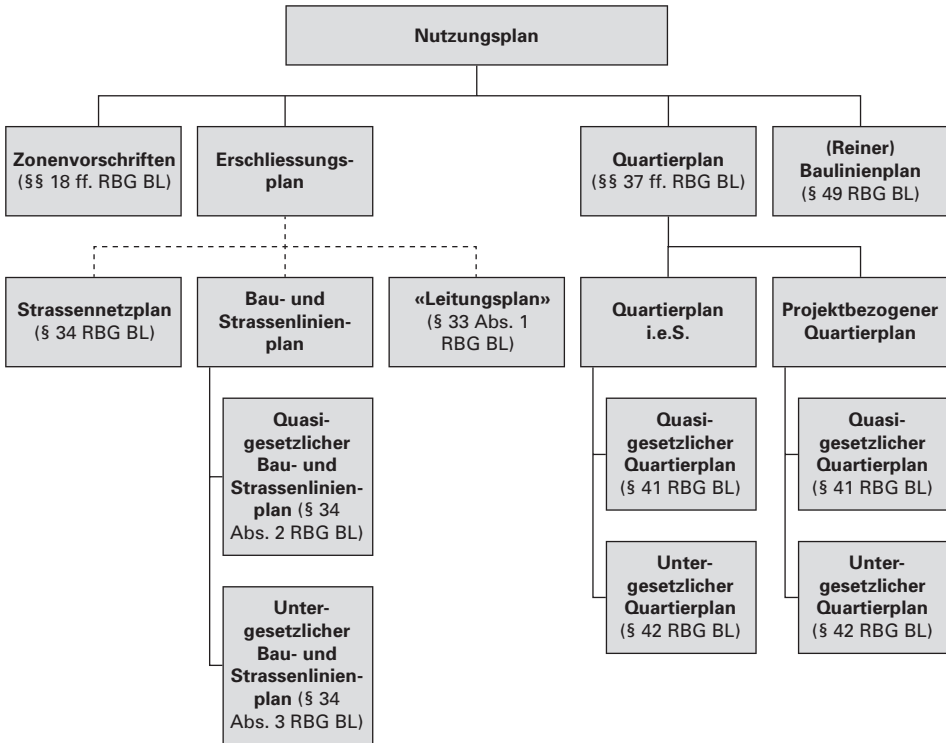 Nutzungsplan
Zonenvorschriften
(§§ 18 ff. RBG BL)
Erschliessungs-
plan
Quartierplan
(§§ 37 ff. RBG BL)
(Reiner)
Baulinienplan
(§ 49 RBG BL)
Strassennetzplan
(§ 34 RBG BL)
Bau- und
Strassenlinien-
plan
«Leitungsplan»
(§ 33 Abs. 1
RBG BL)
Quartierplan
i.e.S.
Projektbezogener
Quartierplan
Quasi-
gesetzlicher
Bau- und
Strassenlinien-
plan (§ 34
Abs. 2 RBG BL)
Quasi-
gesetzlicher
Quartierplan
(§ 41 RBG BL)
Quasi-
gesetzlicher
Quartierplan
(§ 41 RBG BL)
Unter-
gesetzlicher
Bau- und
Strassenlinien-
plan (§ 34
Abs. 3 RBG BL)
Unter-
gesetzlicher
Quartierplan
(§ 42 RBG BL)
Unter-
gesetzlicher
Quartierplan
(§ 42 RBG BL)